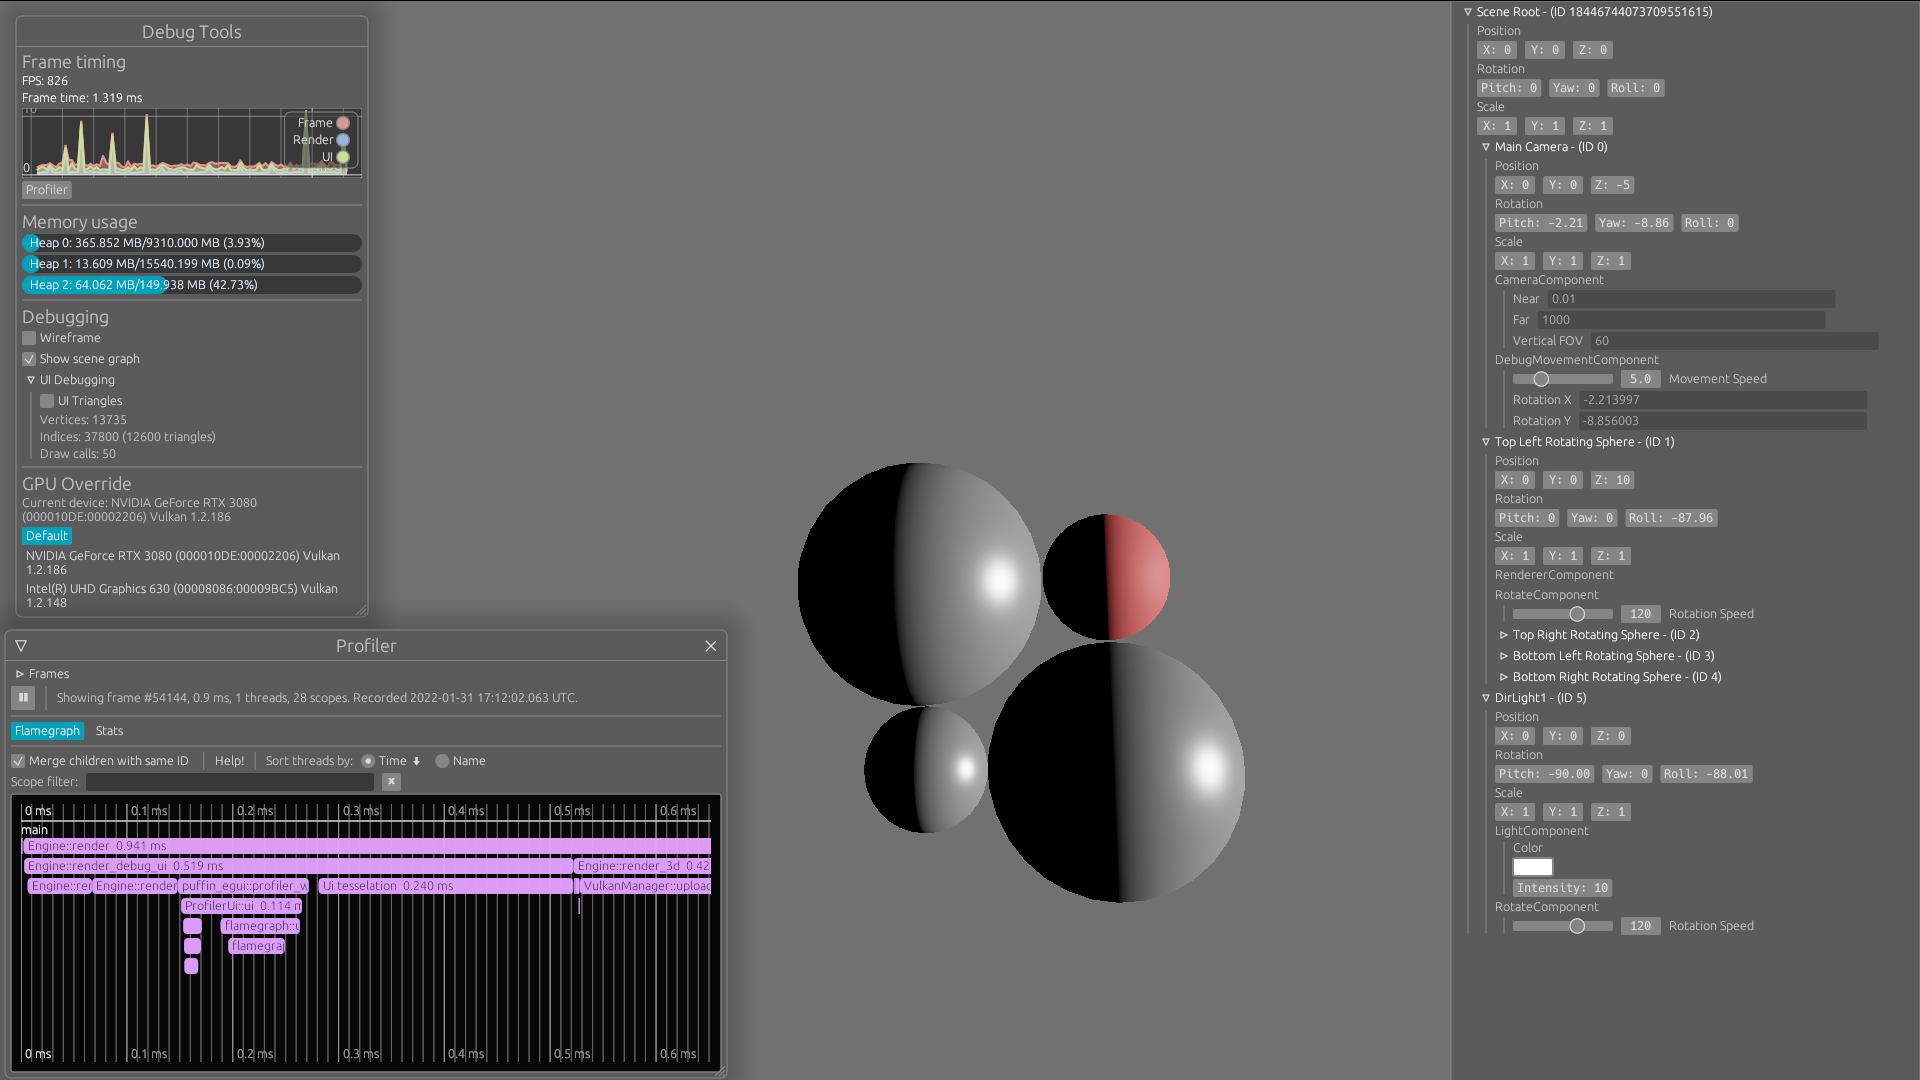 Debug Tools
Frame timing
FPS: 826
Frame time: 1.319 ms
10
Frame
Render
UI
0
Profiler
Memory usage
Heap 0: 365.852 MB/9310.000 MB (3.93%)
Heap 1: 13.609 MB/15540.199 MB (0.09%)
Heap 2: 64.062 MB/149.938 MB (42.73%)
Debugging
Wireframe
Show scene graph
UI Debugging
UI Triangles
Vertices: 13735
Indices: 37800 (12600 triangles)
Draw calls: 50
GPU Override
Current device: NVIDIA GeForce RTX 3080
(000010DE:00002206) Vulkan 1.2.186
Default
NVIDIA GeForce RTX 3080 (000010DE:00002206) Vulkan
1.2.186
Intel(R) UHD Graphics 630 (00008086:00009BC5) Vulkan
1.2.148
Profiler
Frames
Showing frame #54144, 0.9 ms, 1 threads, 28 scopes. Recorded 2022-01-31 17:12:02.063 UTC.
Flamegraph Stats
Merge children with same ID Help! Sort threads by: Time Name
Scope filter:
0 ms 0.1 ms 0.2 ms 0.3 ms 0.4 ms 0.5 ms 0.6 ms
main
Engine::render 0.941 ms
Engine::render_debug_ui 0.519 ms Engine::render_3d 0.42
Engine::rer Engine::render puffin_egui::profiler_w Ui tesselation 0.240 ms VulkanManager::upload
ProfilerUi::ui 0.114 m
flamegraph::u
flamegra
0 ms 0.1 ms 0.2 ms 0.3 ms 0.4 ms 0.5 ms 0.6 ms
Scene Root - (ID 18446744073709551615)
Position
X: 0 Y: 0 Z: 0
Rotation
Pitch: 0 Yaw: 0 Roll: 0
Scale
X: 1 Y: 1 Z: 1
Main Camera - (ID 0)
Position
X: 0 Y: 0 Z: -5
Rotation
Pitch: -2.21 Yaw: -8.86 Roll: 0
Scale
X: 1 Y: 1 Z: 1
CameraComponent
Near 0.01
Far 1000
Vertical FOV 60
DebugMovementComponent
5.0 Movement Speed
Rotation X -2.213997
Rotation Y -8.856003
Top Left Rotating Sphere - (ID 1)
Position
X: 0 Y: 0 Z: 10
Rotation
Pitch: 0 Yaw: 0 Roll: -87.96
Scale
X: 1 Y: 1 Z: 1
RendererComponent
RotateComponent
120 Rotation Speed
Top Right Rotating Sphere - (ID 2)
Bottom Left Rotating Sphere - (ID 3)
Bottom Right Rotating Sphere - (ID 4)
DirLight1 - (ID 5)
Position
X: 0 Y: 0 Z: 0
Rotation
Pitch: -90.00 Yaw: 0 Roll: -88.01
Scale
X: 1 Y: 1 Z: 1
LightComponent
Color
Intensity: 10
RotateComponent
120 Rotation Speed